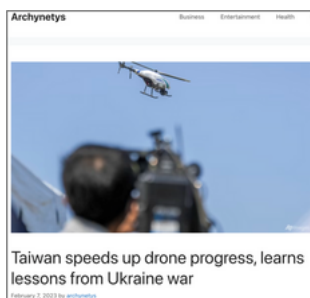 Archynetys
Business Entertainment Health
Taiwan speeds up drone progress, learns
lessons from Ukraine war
February 7, 2023 by archynetys